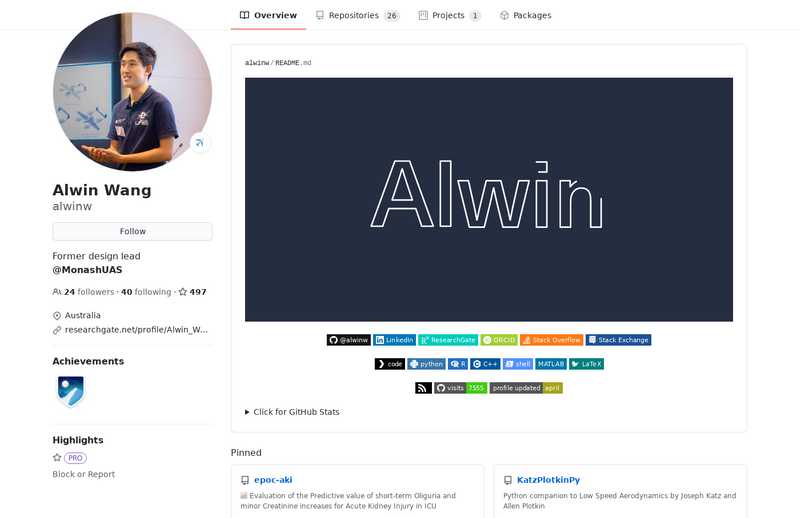 Overview
Repositories 26
Projects 1
Packages
Alwin Wang
alwinw
Follow
Former design lead
@MonashUAS
24 followers · 40 following · 497
Australia
researchgate.net/profile/Alwin_W...
Achievements
Highlights
PRO
Block or Report
alwinw/README.md
Alwin
@alwinw
LinkedIn
ResearchGate
ORCID
Stack Overflow
Stack Exchange
code
python
R
C++
shell
MATLAB
LaTeX
visits 7555
profile updated april
Click for GitHub Stats
Pinned
epoc-aki
Evaluation of the Predictive value of short-term Oliguria and
minor Creatinine increases for Acute Kidney Injury in ICU
KatzPlotkinPy
Python companion to Low Speed Aerodynamics by Joseph Katz and
Allen Plotkin